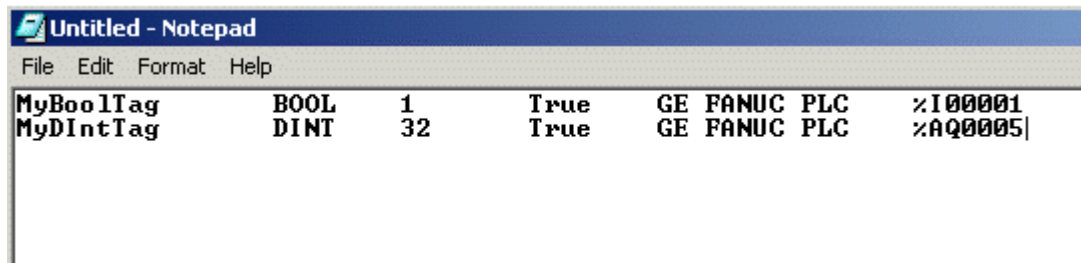 Untitled - Notepad
File Edit Format Help
MyBoolTag BOOL 1 True GE FANUC PLC %I00001
MyDIntTag DINT 32 True GE FANUC PLC %AQ0005